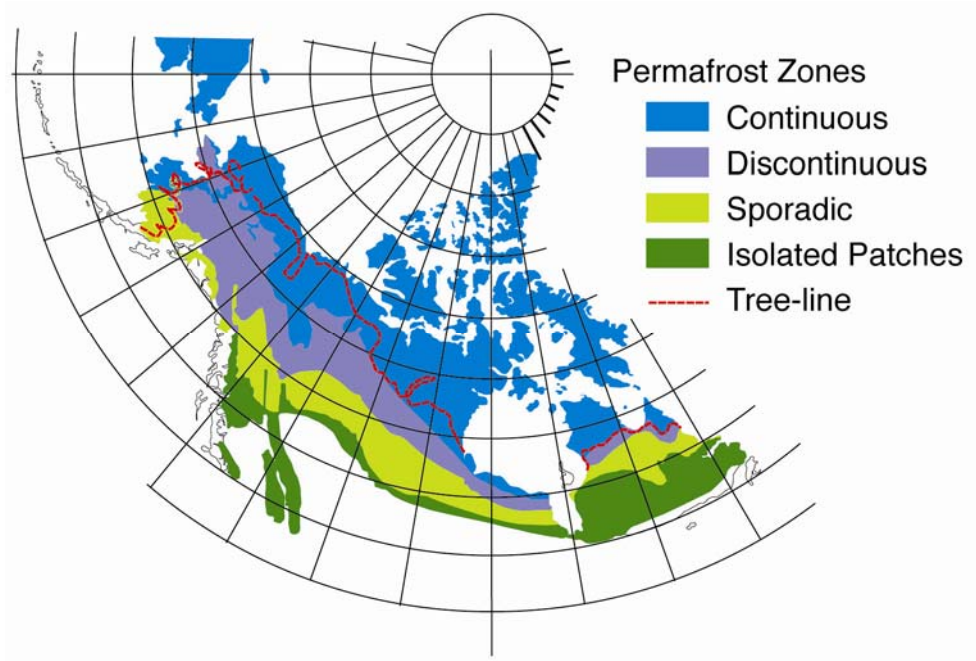 Permafrost Zones
Continuous
Discontinuous
Sporadic
Isolated Patches
Tree-line